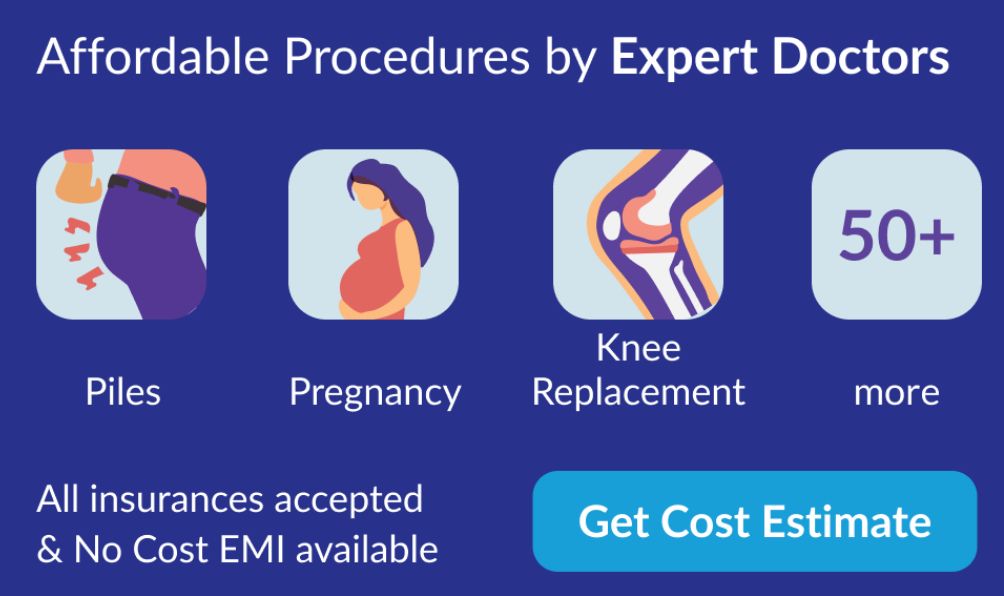 Affordable Procedures by Expert Doctors
50+
Piles
Pregnancy
Knee
Replacement
more
All insurances accepted
& No Cost EMI available
Get Cost Estimate